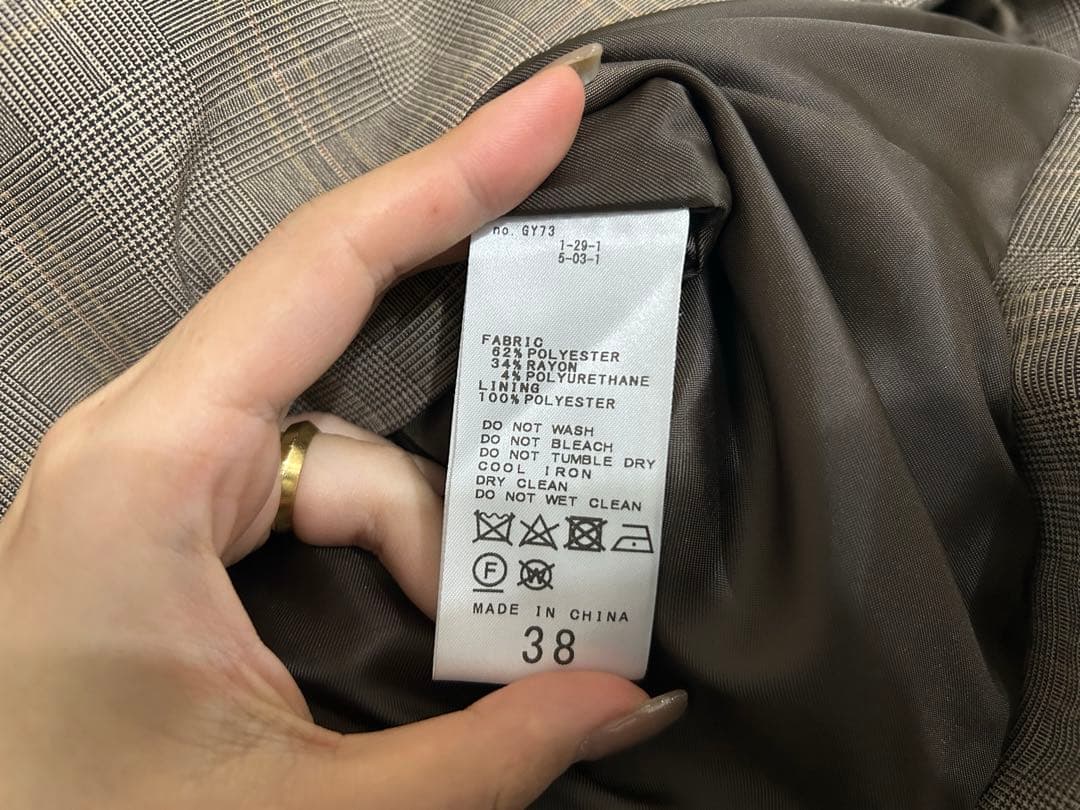 no. GY73
1-29-1
5-03-1
FABRIC
62% POLYESTER
34% RAYON
4% POLYURETHANE
LINING
100% POLYESTER
DO NOT WASH
DO NOT BLEACH
DO NOT TUMBLE DRY
COOL IRON
DRY CLEAN
DO NOT WET CLEAN
F W
MADE IN CHINA
38